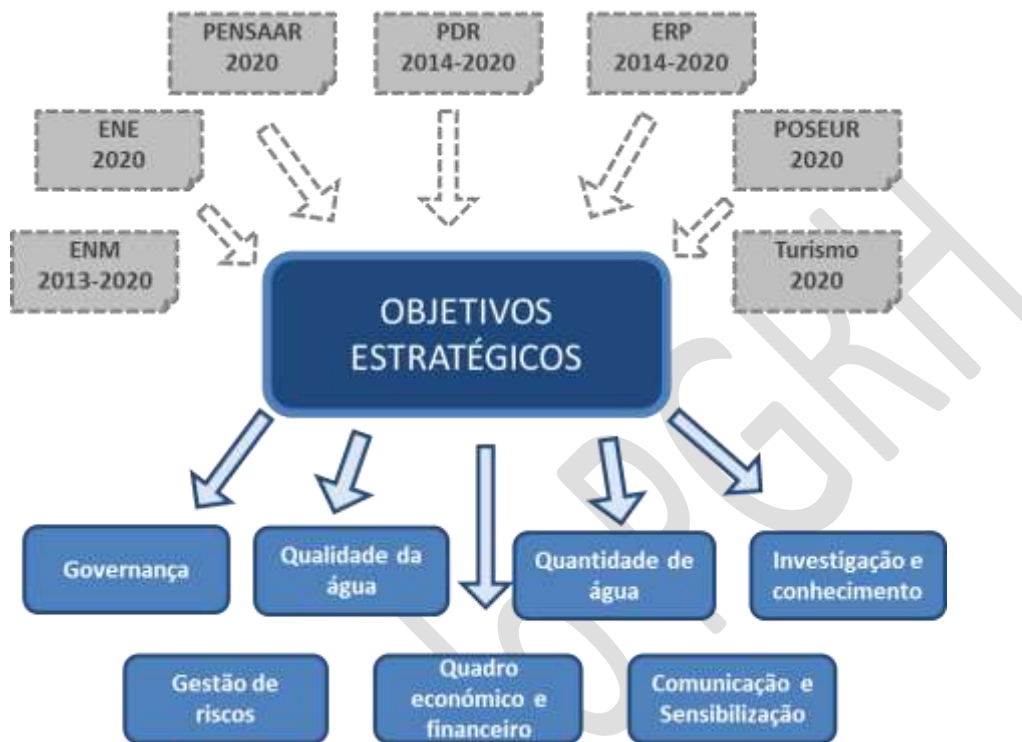 PENSAAR
2020
PDR
2014-2020
ERP
2014-2020
ENE
2020
POSEUR
2020
ENM
2013-2020
Turismo
2020
OBJETIVOS
ESTRATÉGICOS
Governança
Qualidade da
água
Quantidade de
água
Investigação e
conhecimento
Gestão de
riscos
Quadro
económico e
financeiro
Comunicação e
Sensibilização